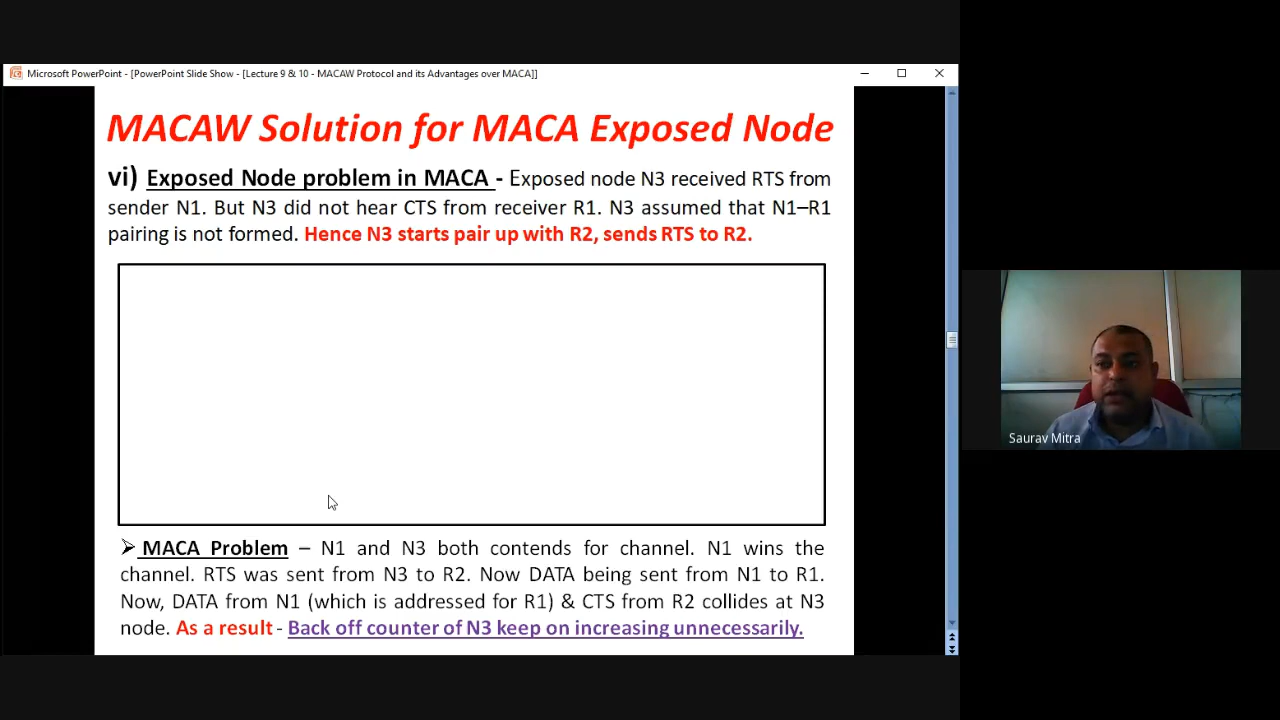 Microsoft PowerPoint - [PowerPoint Slide Show - [Lecture 9 & 10 - MACAW Protocol and its Advantages over MACA]]
MACAW Solution for MACA Exposed Node
vi) Exposed Node problem in MACA - Exposed node N3 received RTS from
sender N1. But N3 did not hear CTS from receiver R1. N3 assumed that N1–R1
pairing is not formed. Hence N3 starts pair up with R2, sends RTS to R2.
➢ MACA Problem – N1 and N3 both contends for channel. N1 wins the
channel. RTS was sent from N3 to R2. Now DATA being sent from N1 to R1.
Now, DATA from N1 (which is addressed for R1) & CTS from R2 collides at N3
node. As a result - Back off counter of N3 keep on increasing unnecessarily.
Saurav Mitra